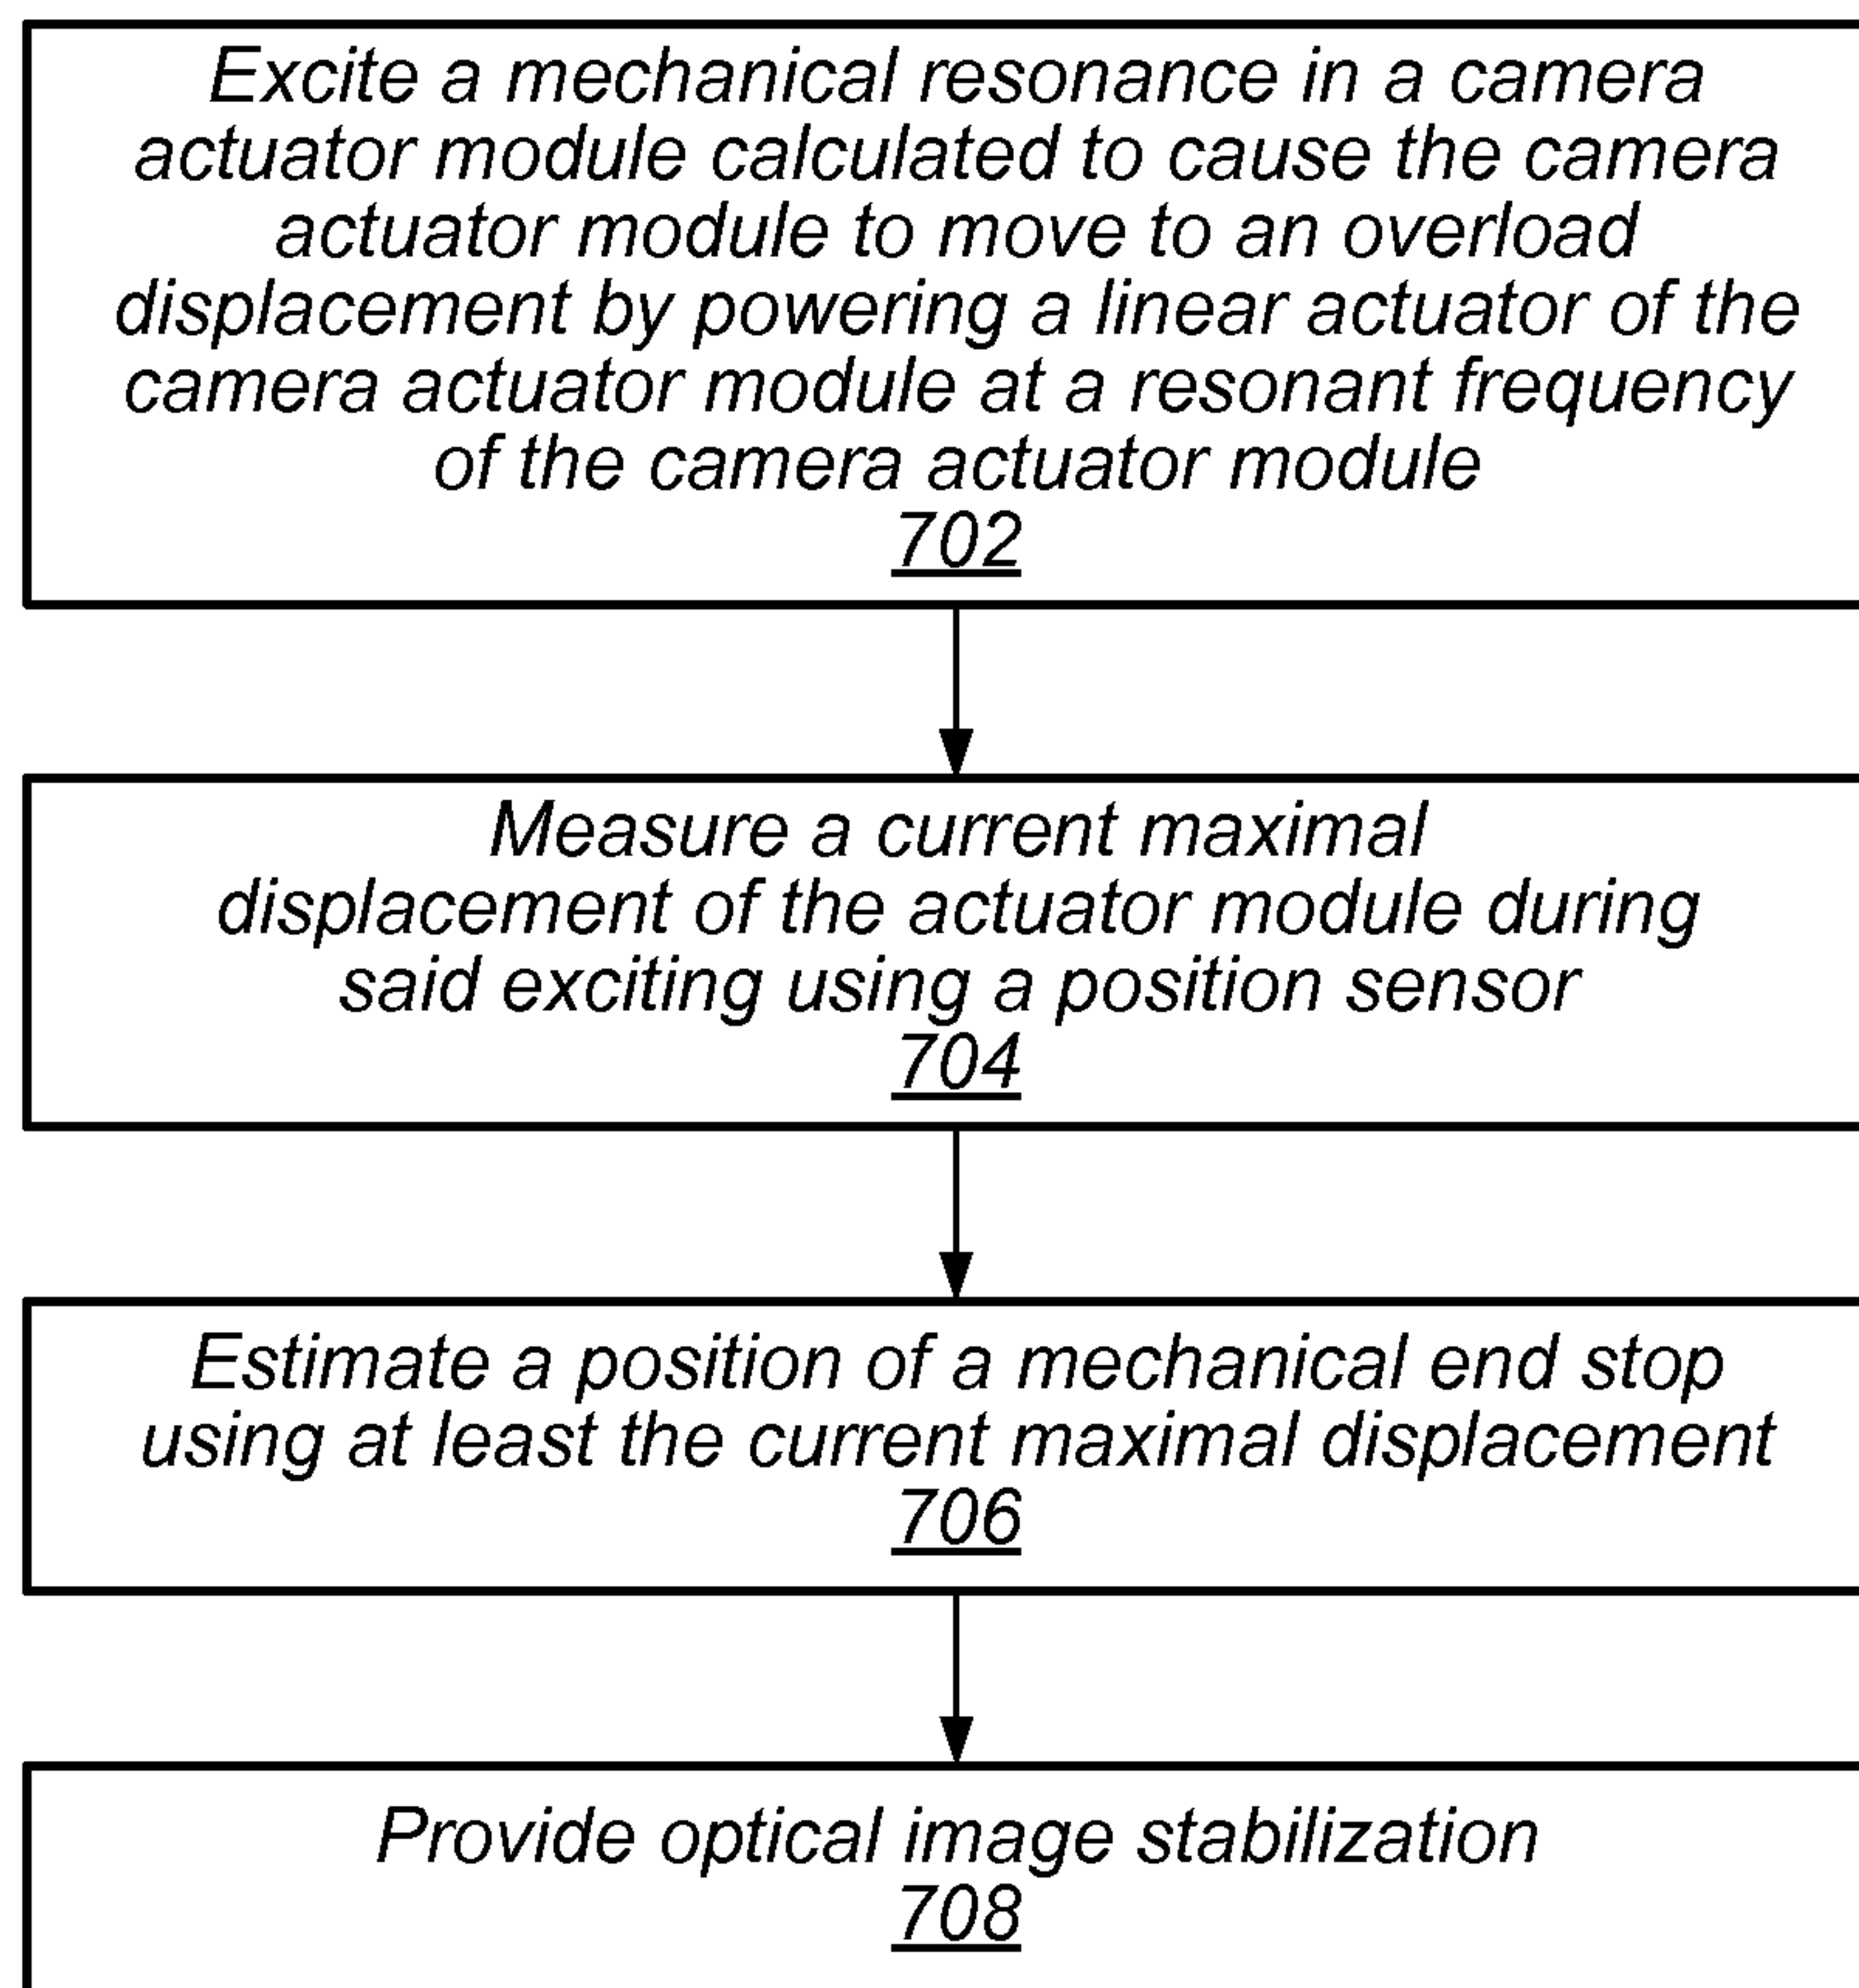 Excite a mechanical resonance in a camera
actuator module calculated to cause the camera
actuator module to move to an overload
displacement by powering a linear actuator of the
camera actuator module at a resonant frequency
of the camera actuator module
702
Measure a current maximal
displacement of the actuator module during
said exciting using a position sensor
704
Estimate a position of a mechanical end stop
using at least the current maximal displacement
706
Provide optical image stabilization
708